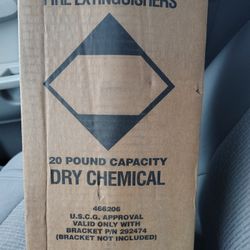 FIRE EXTINGUISHERS
20 POUND CAPACITY
DRY CHEMICAL
466206
U.S.C.G. APPROVAL
VALID ONLY WITH
BRACKET P/N 292474
(BRACKET NOT INCLUDED)